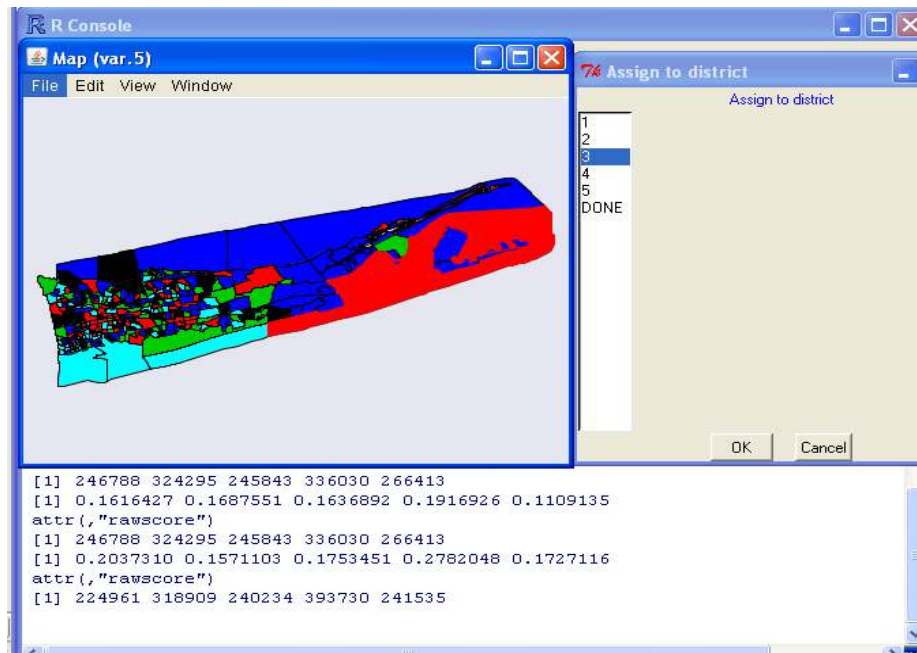 R Console
Map (var.5)
File Edit View Window
Assign to district
Assign to district
1
2
3
4
5
DONE
OK Cancel
[1] 246788 324295 245843 336030 266413
[1] 0.1616427 0.1687551 0.1636892 0.1916926 0.1109135
attr(,"rawscore")
[1] 246788 324295 245843 336030 266413
[1] 0.2037310 0.1571103 0.1753451 0.2782048 0.1727116
attr(,"rawscore")
[1] 224961 318909 240234 393730 241535